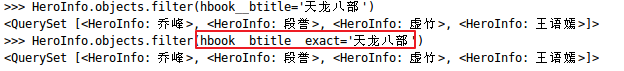 >>> HeroInfo.objects.filter(hbook__btitle='天龙八部')
<QuerySet [<HeroInfo: 乔峰>, <HeroInfo: 段誉>, <HeroInfo: 虚竹>, <HeroInfo: 王语嫣>]>
>>> HeroInfo.objects.filter(hbook__btitle__exact='天龙八部')
<QuerySet [<HeroInfo: 乔峰>, <HeroInfo: 段誉>, <HeroInfo: 虚竹>, <HeroInfo: 王语嫣>]>